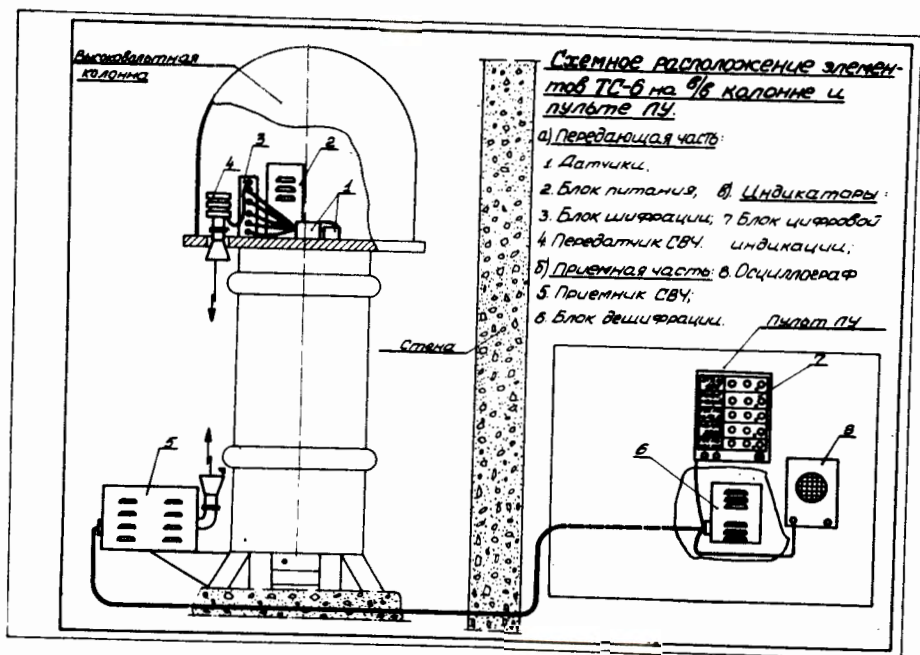 Высоковольтная
колонна
Схемное расположение элемен-
тов ТС-6 на в/в колонне и
пульте ПУ.
а) Передающая часть:
1 Датчики.
2. Блок питания;
3. Блок шифрации;
4 Передатчик СВЧ.
б) Приемная часть:
5. Приемник СВЧ;
6. Блок дешифрации.
в). Индикаторы:
7 Блок цифровой
индикации;
8. Осциллограф
Пульт ПУ
Стена
4
3
2
1
5
6
7
8